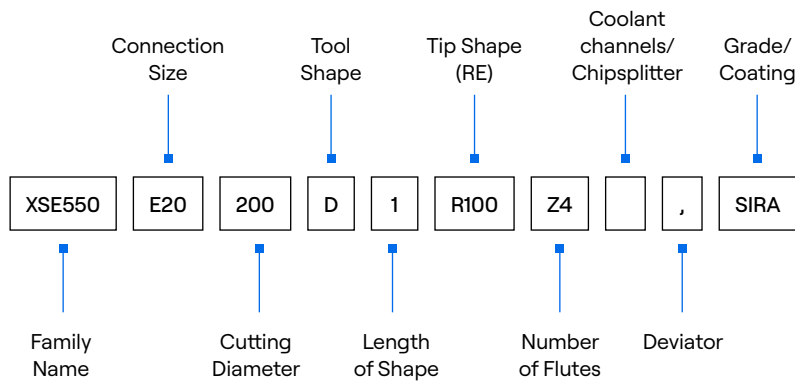 Connection
Size
Tool
Shape
Tip Shape
(RE)
Coolant
channels/
Chipsplitter
Grade/
Coating
XSE550 E20 200 D 1 R100 Z4 , SIRA
Family
Name
Cutting
Diameter
Length
of Shape
Number
of Flutes
Deviator